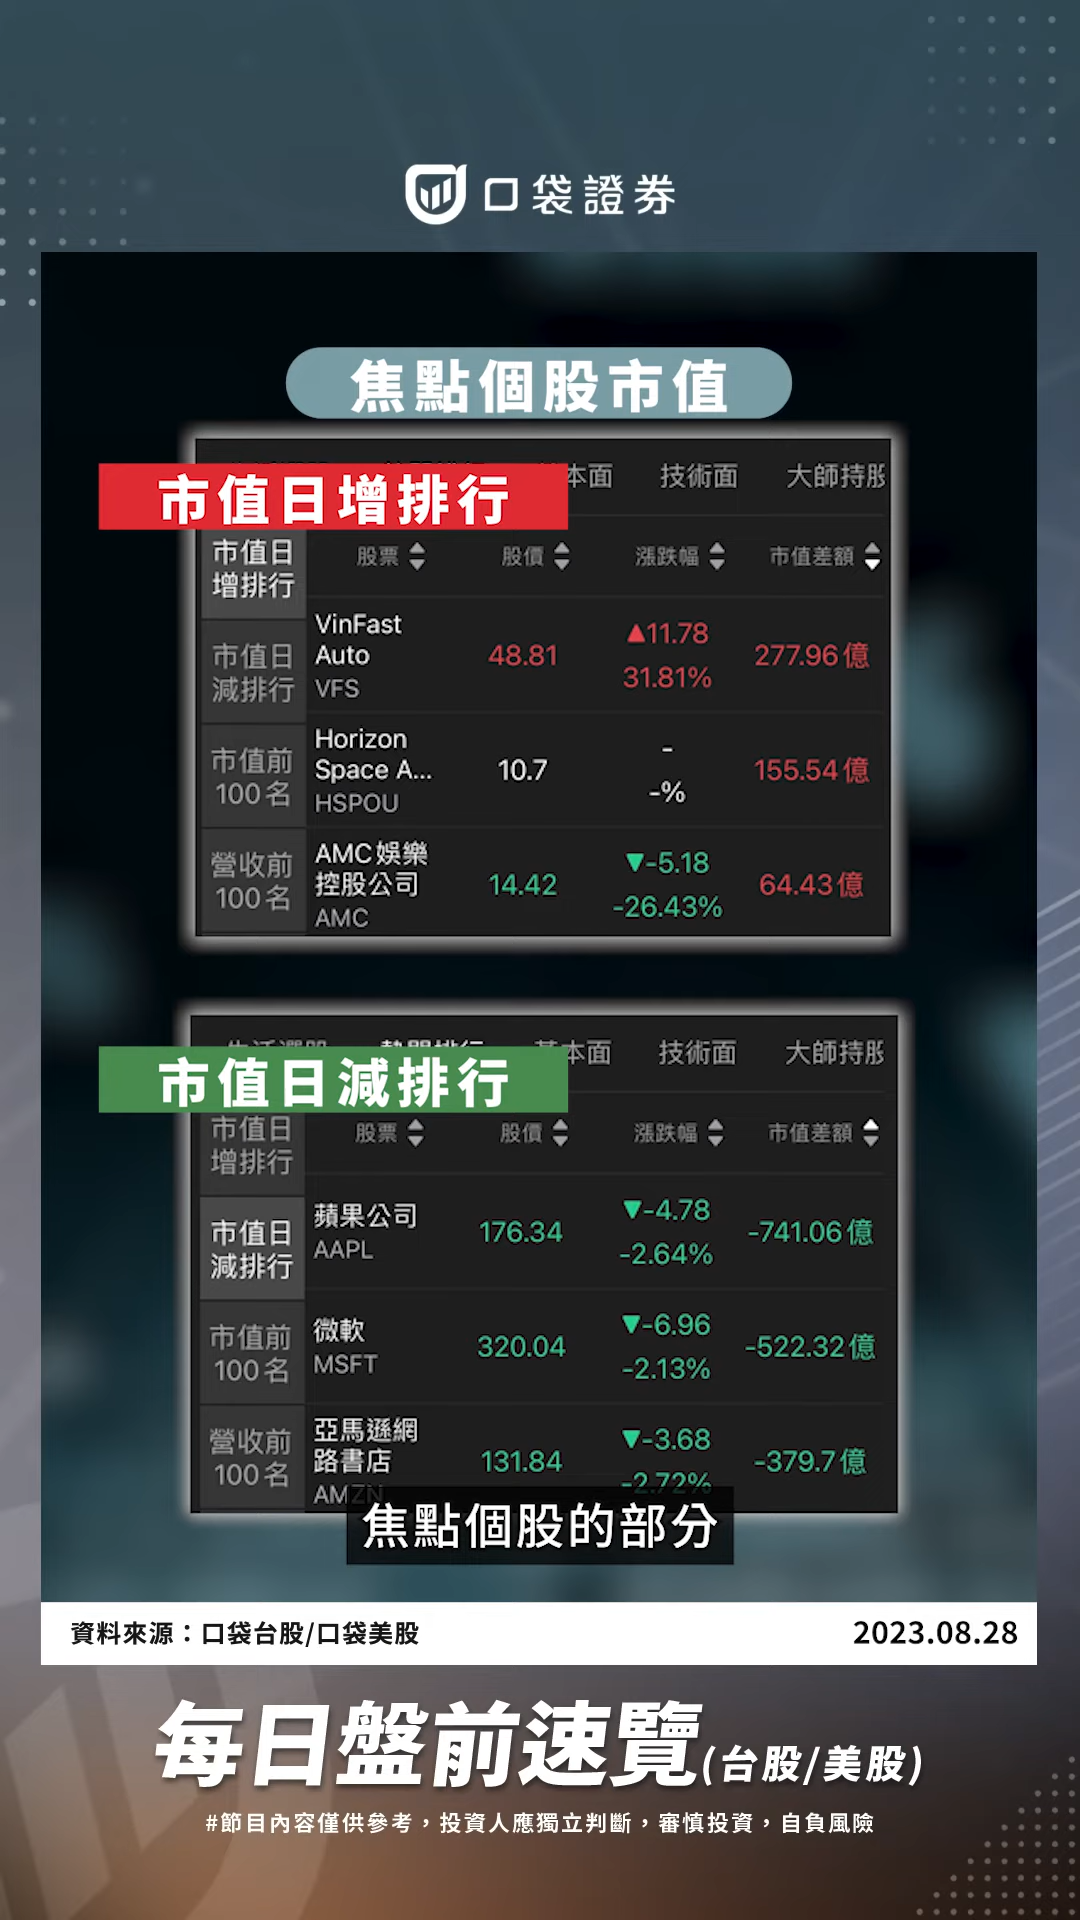 口袋證券
焦點個股市值
市值日增排行
本面 技術面 大師持股
市值日增排行
股票 股價 漲跌幅 市值差額
市值日減排行
市值前100名
營收前100名
VinFast Auto
VFS
48.81
▲11.78
31.81%
277.96億
Horizon Space A...
HSPOU
10.7
-
-%
155.54億
AMC娛樂控股公司
AMC
14.42
▼-5.18
-26.43%
64.43億
市值日減排行
基本面 技術面 大師持股
市值日增排行
股票 股價 漲跌幅 市值差額
市值日減排行
市值前100名
營收前100名
蘋果公司
AAPL
176.34
▼-4.78
-2.64%
-741.06億
微軟
MSFT
320.04
▼-6.96
-2.13%
-522.32億
亞馬遜網路書店
AMZN
131.84
▼-3.68
-2.72%
-379.7億
焦點個股的部分
資料來源：口袋台股/口袋美股
2023.08.28
每日盤前速覽(台股/美股)
#節目內容僅供參考，投資人應獨立判斷，審慎投資，自負風險